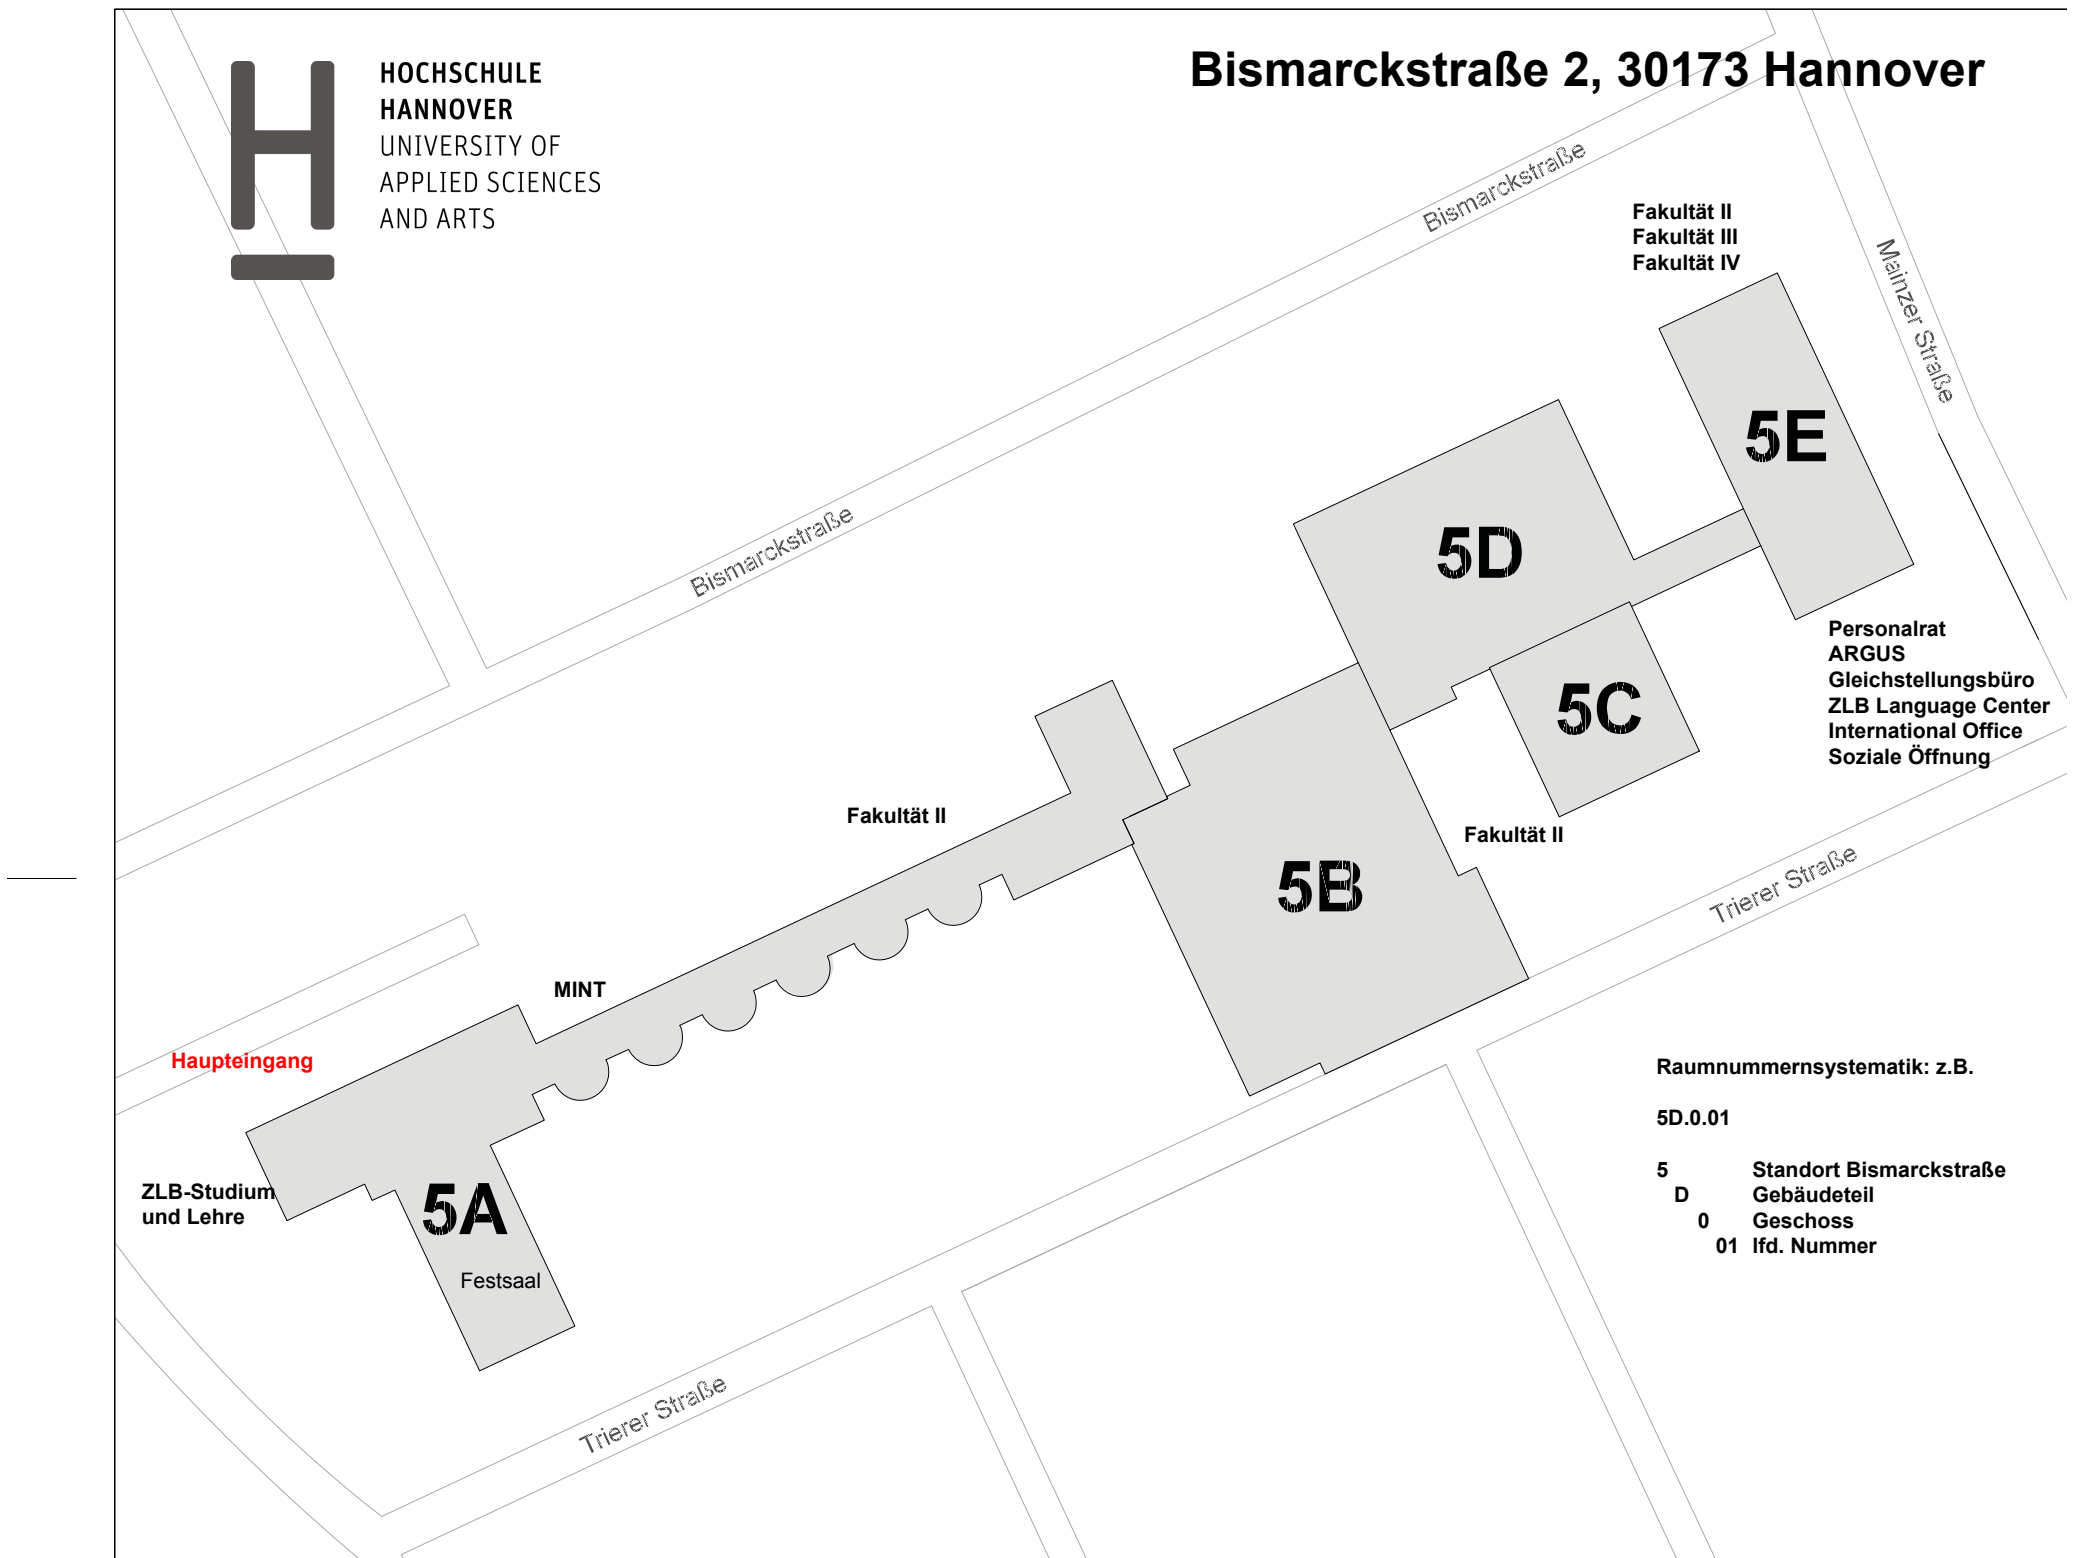 HOCHSCHULE
HANNOVER
UNIVERSITY OF
APPLIED SCIENCES
AND ARTS
Bismarckstraße 2, 30173 Hannover
Bismarckstraße
Fakultät II
Fakultät III
Fakultät IV
Mainzer Straße
5E
5D
Bismarckstraße
Personalrat
ARGUS
Gleichstellungsbüro
ZLB Language Center
International Office
Soziale Öffnung
5C
Fakultät II
Fakultät II
5B
Trierer Straße
MINT
Haupteingang
ZLB-Studium
und Lehre
5A
Festsaal
Trierer Straße
Raumnummernsystematik: z.B.
5D.0.01
5 Standort Bismarckstraße
D Gebäudeteil
0 Geschoss
01 lfd. Nummer